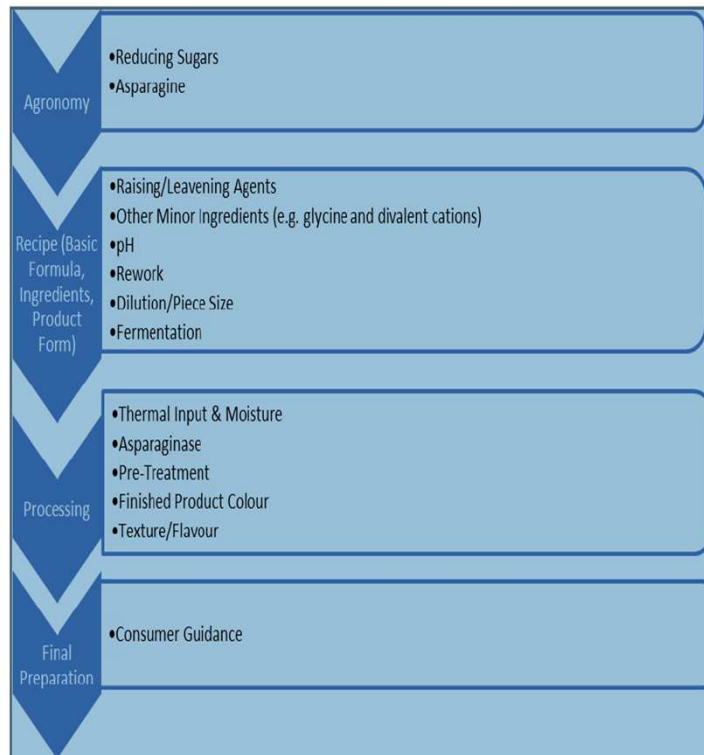 Agronomy
•Reducing Sugars
•Asparagine
Recipe (Basic
Formula,
Ingredients,
Product
Form)
•Raising/Leavening Agents
•Other Minor Ingredients (e.g. glycine and divalent cations)
•pH
•Rework
•Dilution/Piece Size
•Fermentation
Processing
•Thermal Input & Moisture
•Asparaginase
•Pre-Treatment
•Finished Product Colour
•Texture/Flavour
Final
Preparation
•Consumer Guidance